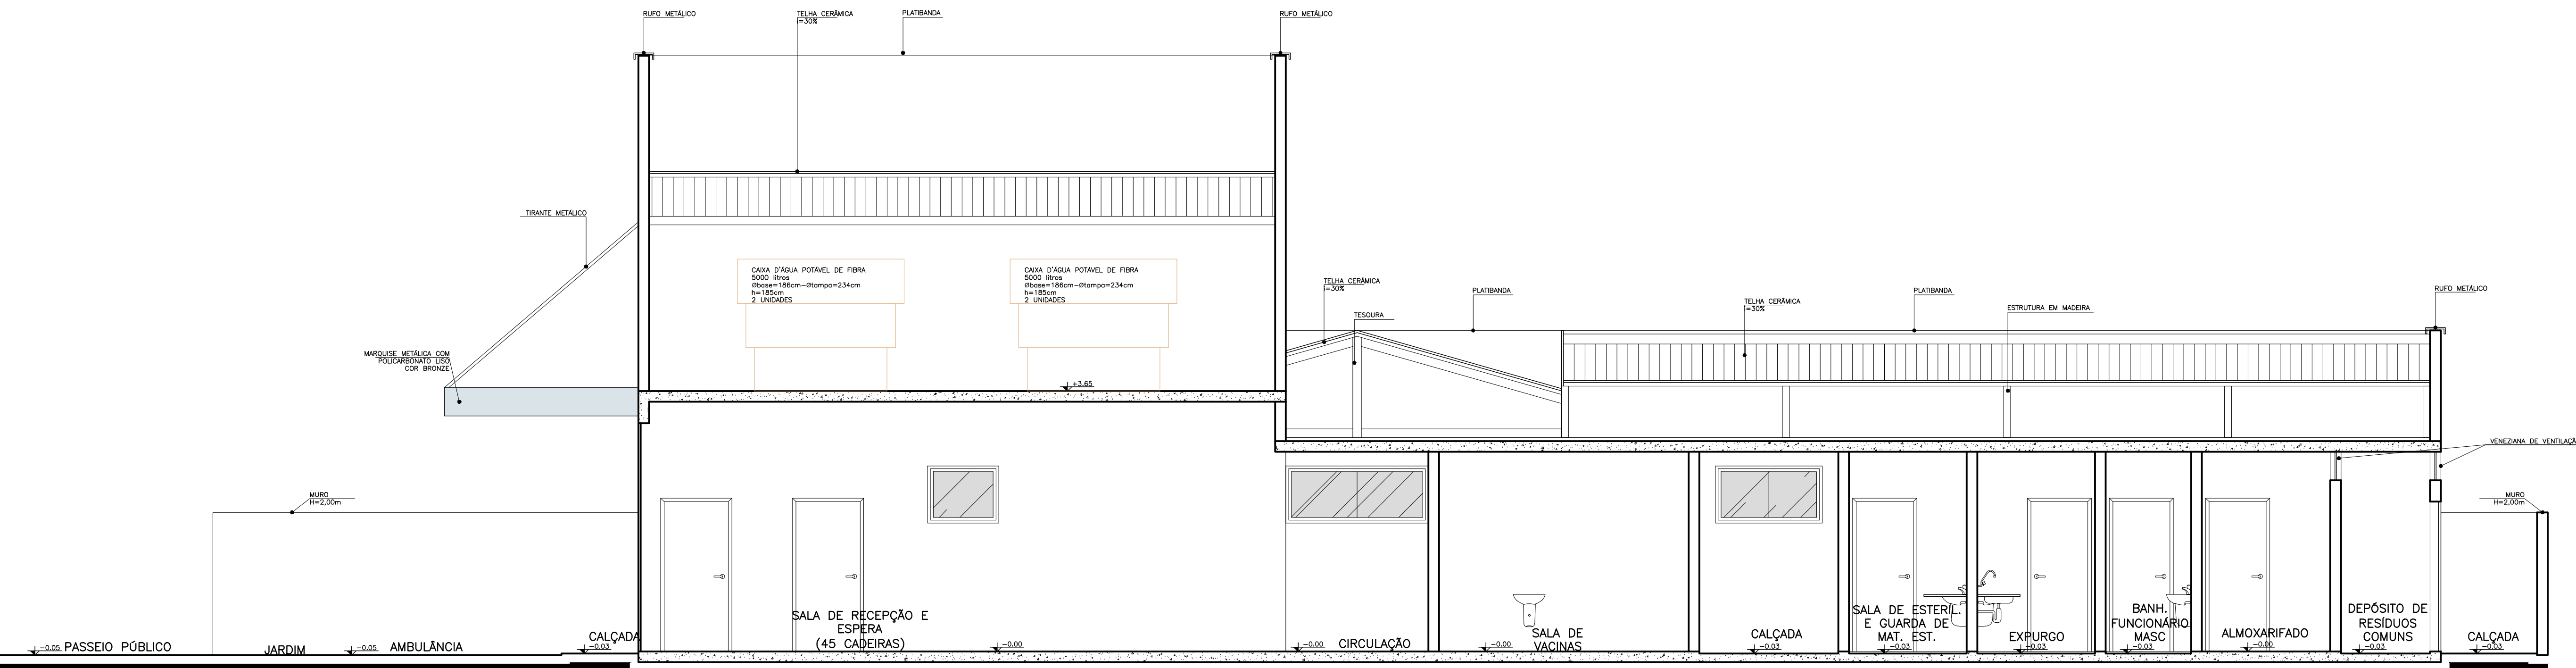 RUFO METÁLICO
TELHA CERÂMICA
i=30%
PLATIBANDA
RUFO METÁLICO
TIRANTE METÁLICO
CAIXA D'ÁGUA POTÁVEL DE FIBRA
5000 litros
Øbase=186cm-Øtampa=234cm
h=185cm
2 UNIDADES
CAIXA D'ÁGUA POTÁVEL DE FIBRA
5000 litros
Øbase=186cm-Øtampa=234cm
h=185cm
2 UNIDADES
TELHA CERÂMICA
i=30%
PLATIBANDA
TESOURA
TELHA CERÂMICA
i=30%
PLATIBANDA
ESTRUTURA EM MADEIRA
RUFO METÁLICO
MARQUISE METÁLICA COM
POLICARBONATO LISO
COR BRONZE
+3.65
VENEZIANA DE VENTILAÇÃ
MURO
H=2,00m
MURO
H=2,00m
-0.05
PASSEIO PÚBLICO
JARDIM
-0.05
AMBULÂNCIA
CALÇADA
-0.03
SALA DE RECEPÇÃO E
ESPERA
(45 CADEIRAS)
-0.00
-0.00
CIRCULAÇÃO
-0.00
SALA DE
VACINAS
CALÇADA
-0.03
SALA DE ESTERIL.
E GUARDA DE
MAT. EST.
-0.03
EXPURGO
-0.03
BANH.
FUNCIONÁRIO
MASC
-0.03
ALMOXARIFADO
-0.00
DEPÓSITO DE
RESÍDUOS
COMUNS
-0.03
CALÇADA
-0.03